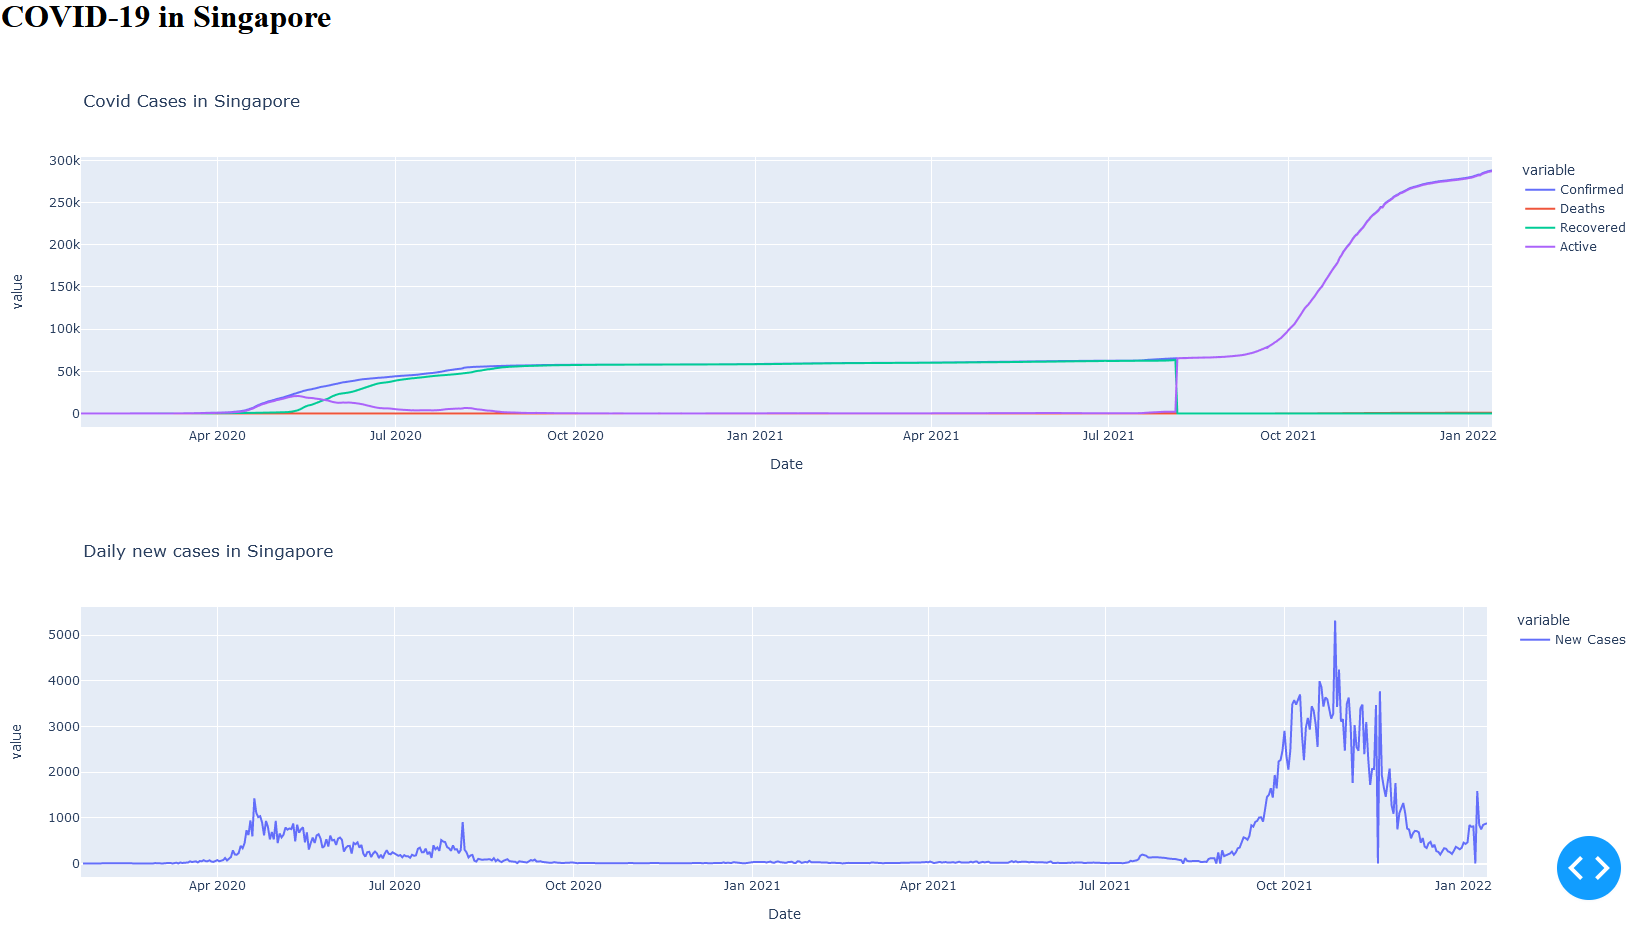 COVID-19 in Singapore
Covid Cases in Singapore
300k
250k
200k
150k
100k
50k
0
value
Apr 2020 Jul 2020 Oct 2020 Jan 2021 Apr 2021 Jul 2021 Oct 2021 Jan 2022
Date
variable
Confirmed
Deaths
Recovered
Active
Daily new cases in Singapore
5000
4000
3000
2000
1000
0
value
Apr 2020 Jul 2020 Oct 2020 Jan 2021 Apr 2021 Jul 2021 Oct 2021 Jan 2022
Date
variable
New Cases